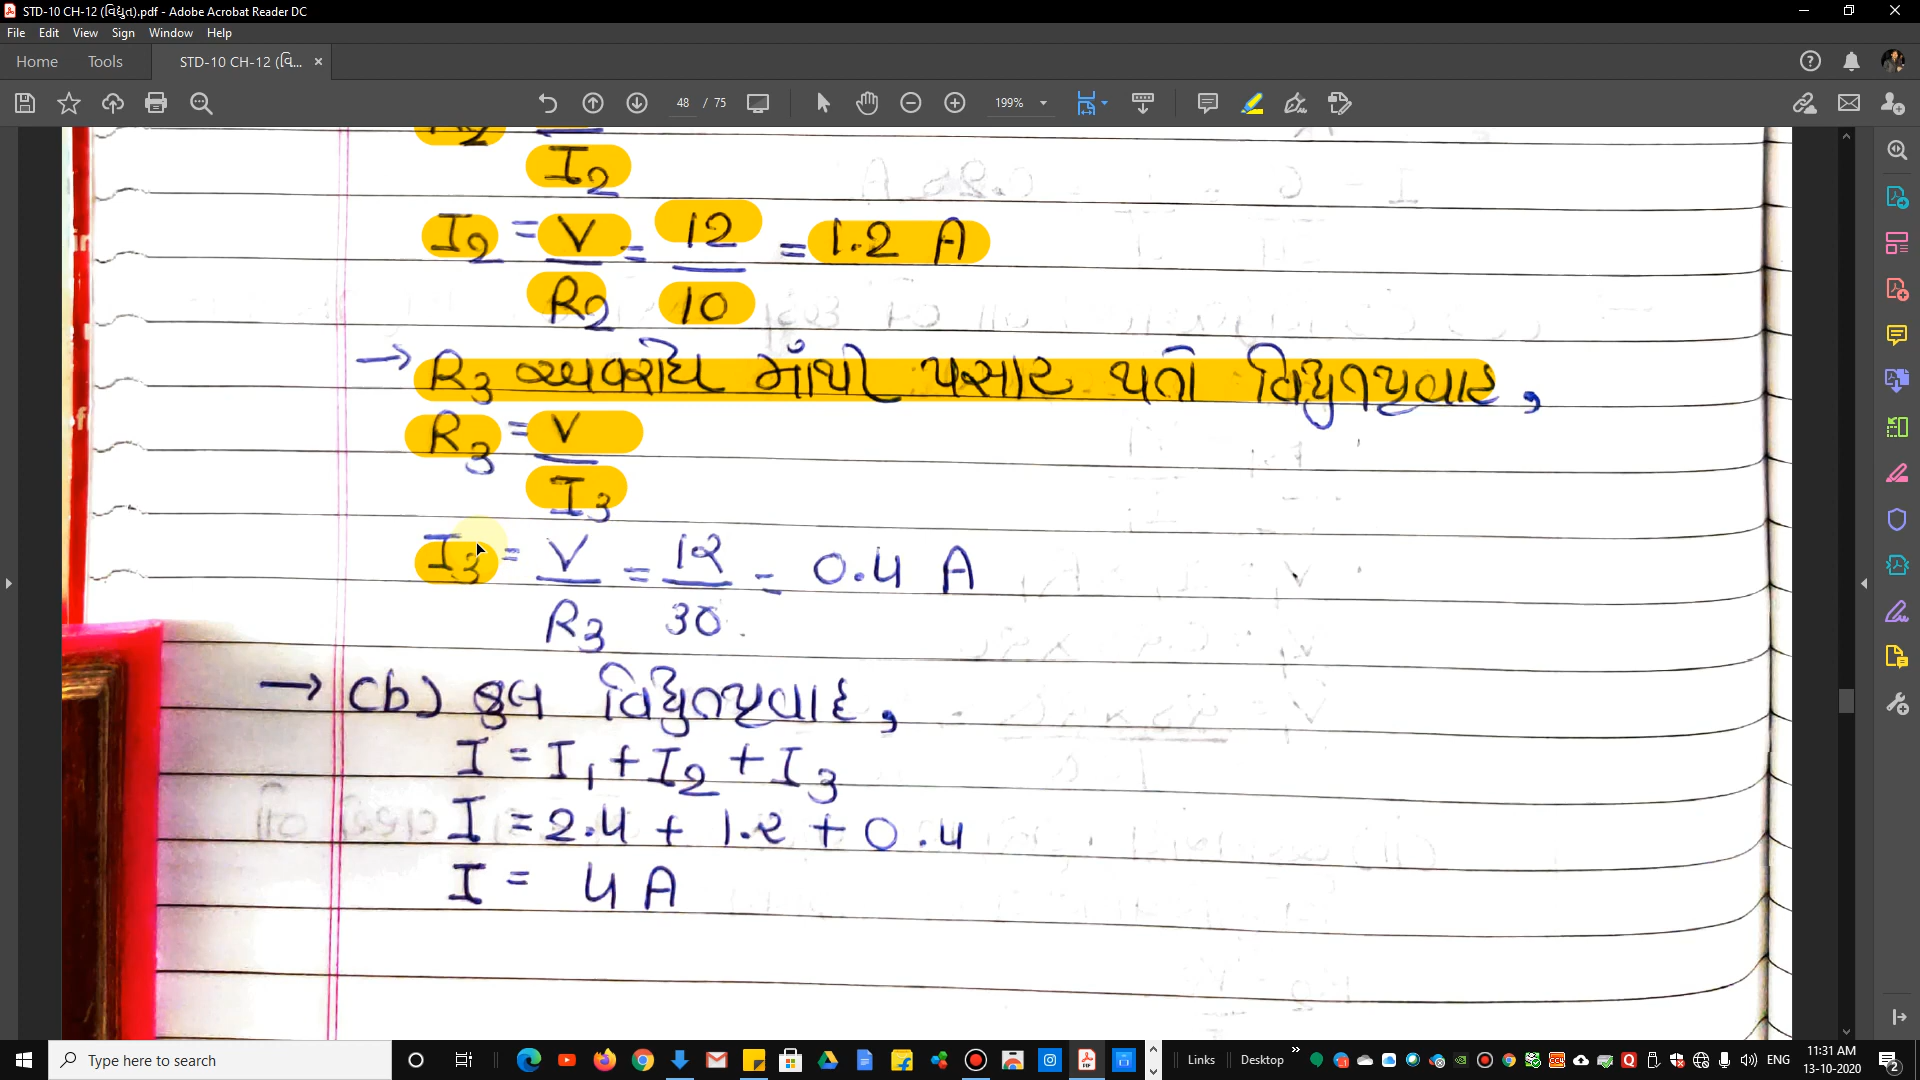 STD-10 CH-12 (વિદ્યુત).pdf - Adobe Acrobat Reader DC
File Edit View Sign Window Help
Home Tools STD-10 CH-12 (વિ... ×
48 / 75 199%
I2
I2 = V = 12 = 1.2 A
R2 10
→ R3 અવરોધ માંથી પસાર થતો વિદ્યુતપ્રવાહ,
R3 = V
I3
I3 = V = 12 = 0.4 A
R3 30
→ (b) કુલ વિદ્યુતપ્રવાહ,
I = I1 + I2 + I3
I = 2.4 + 1.2 + 0.4
I = 4 A
Type here to search
Links Desktop » ENG 11:31 AM
13-10-2020 2